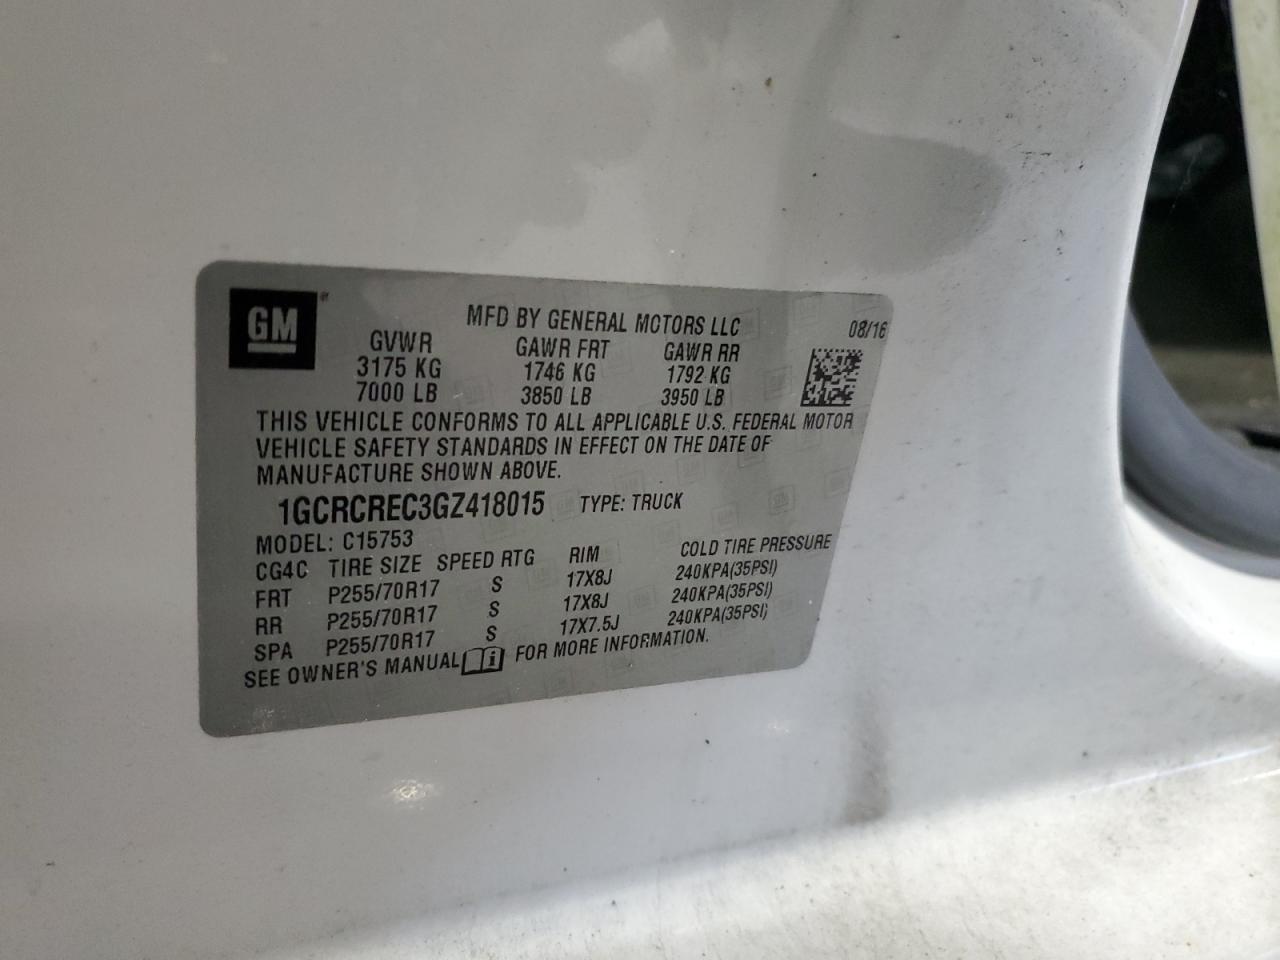 GM
MFD BY GENERAL MOTORS LLC 08/16
GVWR GAWR FRT GAWR RR
3175 KG 1746 KG 1792 KG
7000 LB 3850 LB 3950 LB
THIS VEHICLE CONFORMS TO ALL APPLICABLE U.S. FEDERAL MOTOR
VEHICLE SAFETY STANDARDS IN EFFECT ON THE DATE OF
MANUFACTURE SHOWN ABOVE.
1GCRCREC3GZ418015 TYPE: TRUCK
MODEL: C15753
CG4C TIRE SIZE SPEED RTG RIM COLD TIRE PRESSURE
FRT P255/70R17 S 17X8J 240KPA(35PSI)
RR P255/70R17 S 17X8J 240KPA(35PSI)
SPA P255/70R17 S 17X7.5J 240KPA(35PSI)
SEE OWNER'S MANUAL FOR MORE INFORMATION.